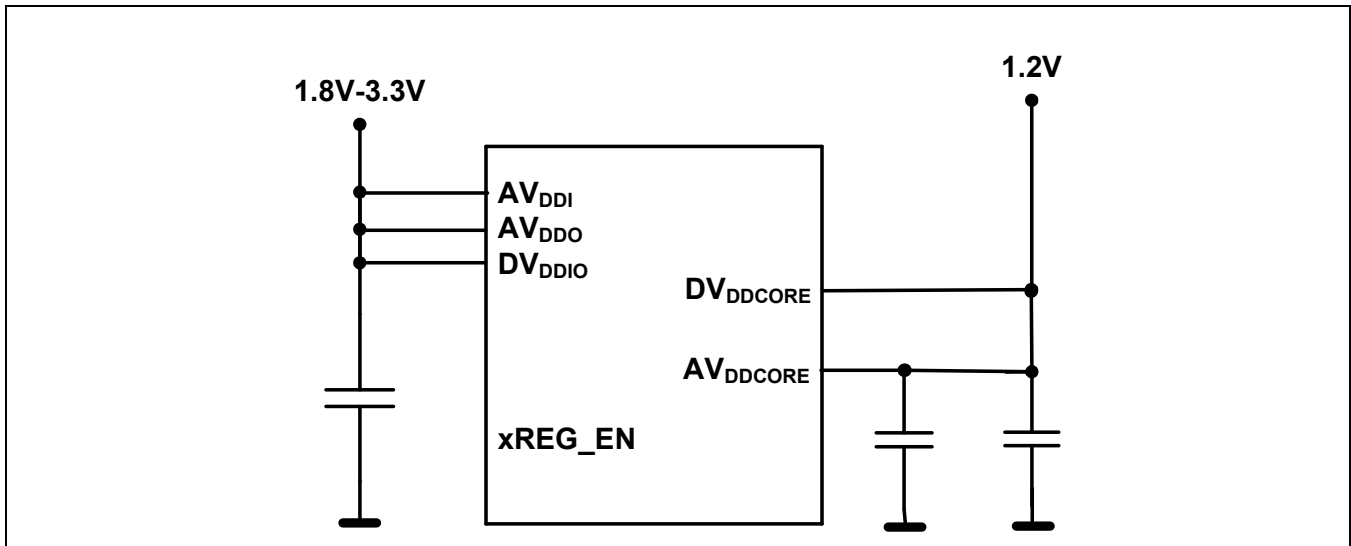 1.8V-3.3V
1.2V
AVDDI
AVDDO
DVDDIO
DVDDCORE
AVDDCORE
xREG_EN